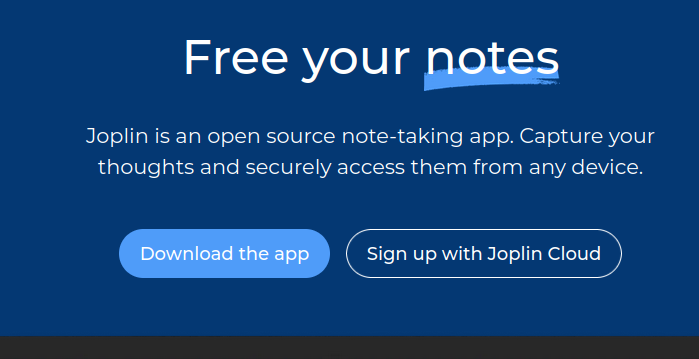 Free your notes
Joplin is an open source note-taking app. Capture your
thoughts and securely access them from any device.
Download the app
Sign up with Joplin Cloud